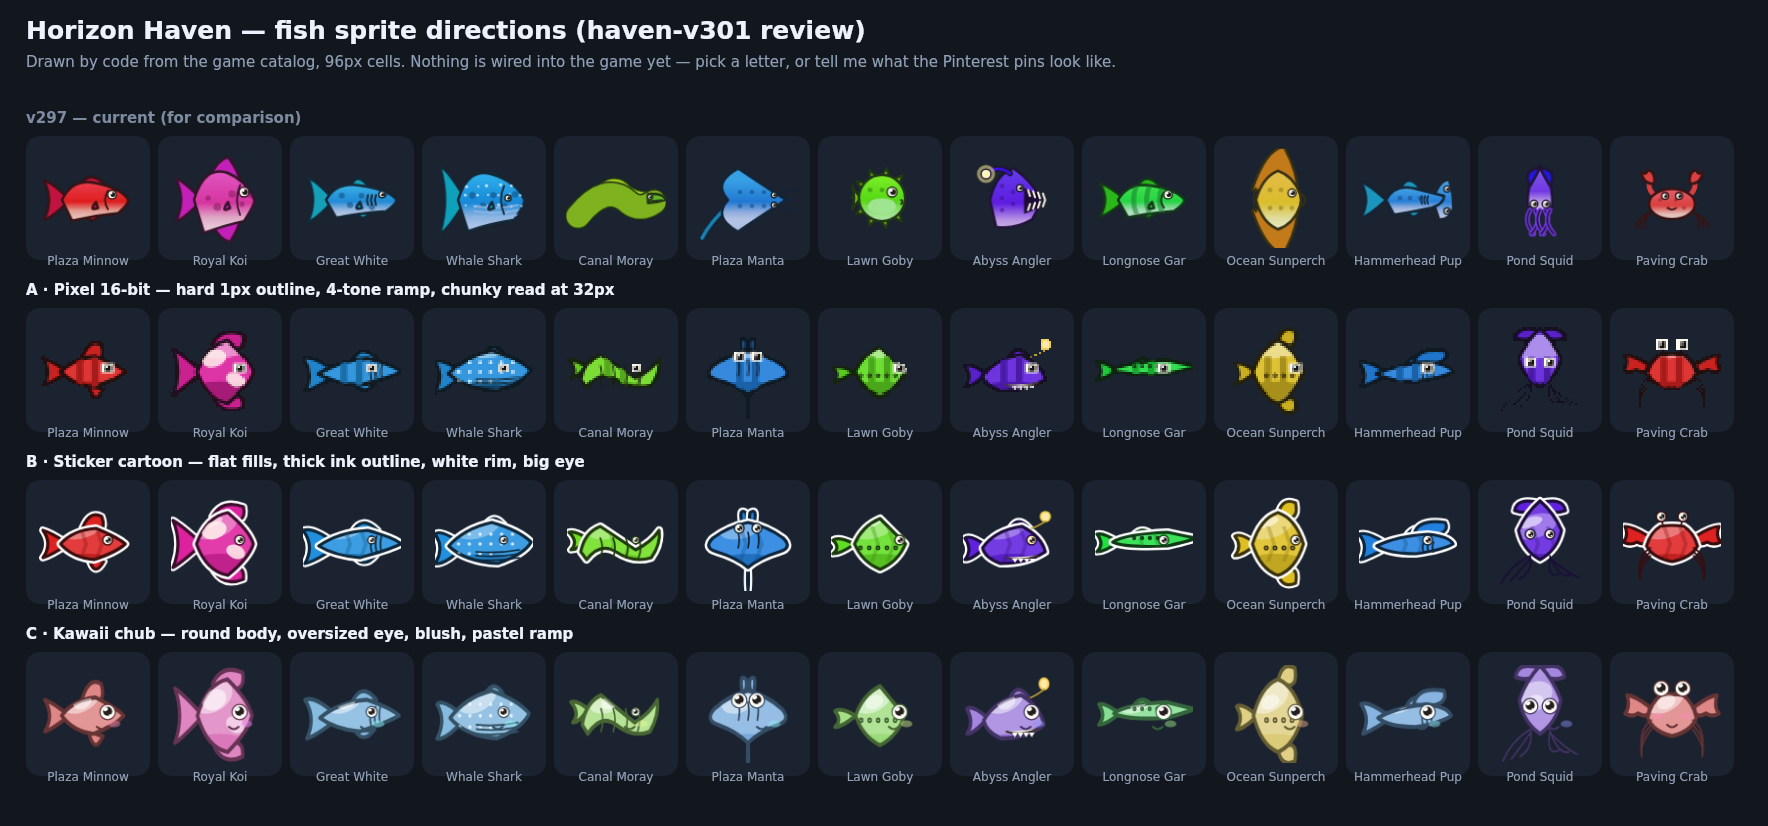 Horizon Haven — fish sprite directions (haven-v301 review)
Drawn by code from the game catalog, 96px cells. Nothing is wired into the game yet — pick a letter, or tell me what the Pinterest pins look like.
v297 — current (for comparison)
Plaza Minnow Royal Koi Great White Whale Shark Canal Moray Plaza Manta Lawn Goby Abyss Angler Longnose Gar Ocean Sunperch Hammerhead Pup Pond Squid Paving Crab
A · Pixel 16-bit — hard 1px outline, 4-tone ramp, chunky read at 32px
Plaza Minnow Royal Koi Great White Whale Shark Canal Moray Plaza Manta Lawn Goby Abyss Angler Longnose Gar Ocean Sunperch Hammerhead Pup Pond Squid Paving Crab
B · Sticker cartoon — flat fills, thick ink outline, white rim, big eye
Plaza Minnow Royal Koi Great White Whale Shark Canal Moray Plaza Manta Lawn Goby Abyss Angler Longnose Gar Ocean Sunperch Hammerhead Pup Pond Squid Paving Crab
C · Kawaii chub — round body, oversized eye, blush, pastel ramp
Plaza Minnow Royal Koi Great White Whale Shark Canal Moray Plaza Manta Lawn Goby Abyss Angler Longnose Gar Ocean Sunperch Hammerhead Pup Pond Squid Paving Crab